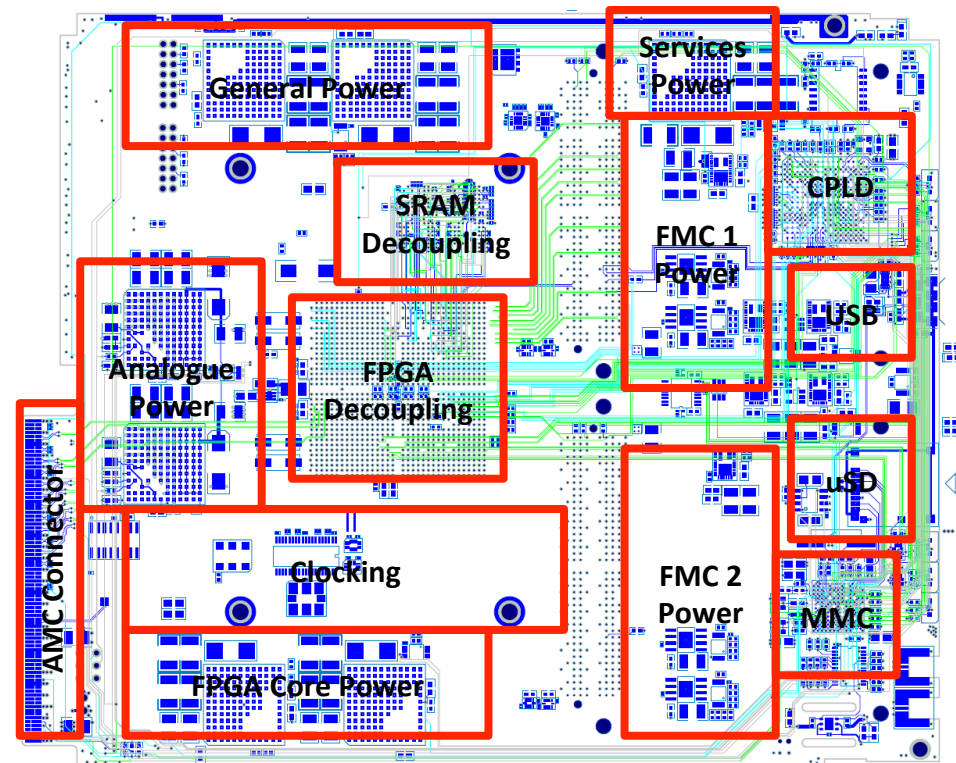 Services
Power
General Power
CPLD
SRAM
Decoupling
FMC 1
Power
USB
Analogue
Power
FPGA
Decoupling
uSD
AMC Connector
Clocking
FMC 2
Power
MMC
FPGA Core Power